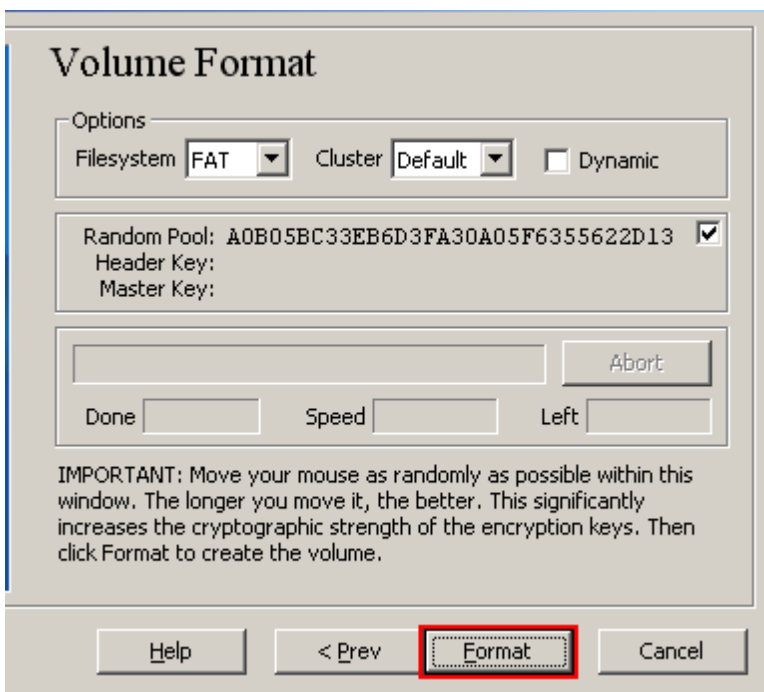 Volume Format
Options
Filesystem FAT Cluster Default Dynamic
Random Pool: A0B05BC33EB6D3FA30A05F6355622D13
Header Key:
Master Key:
Abort
Done Speed Left
IMPORTANT: Move your mouse as randomly as possible within this
window. The longer you move it, the better. This significantly
increases the cryptographic strength of the encryption keys. Then
click Format to create the volume.
Help < Prev Format Cancel